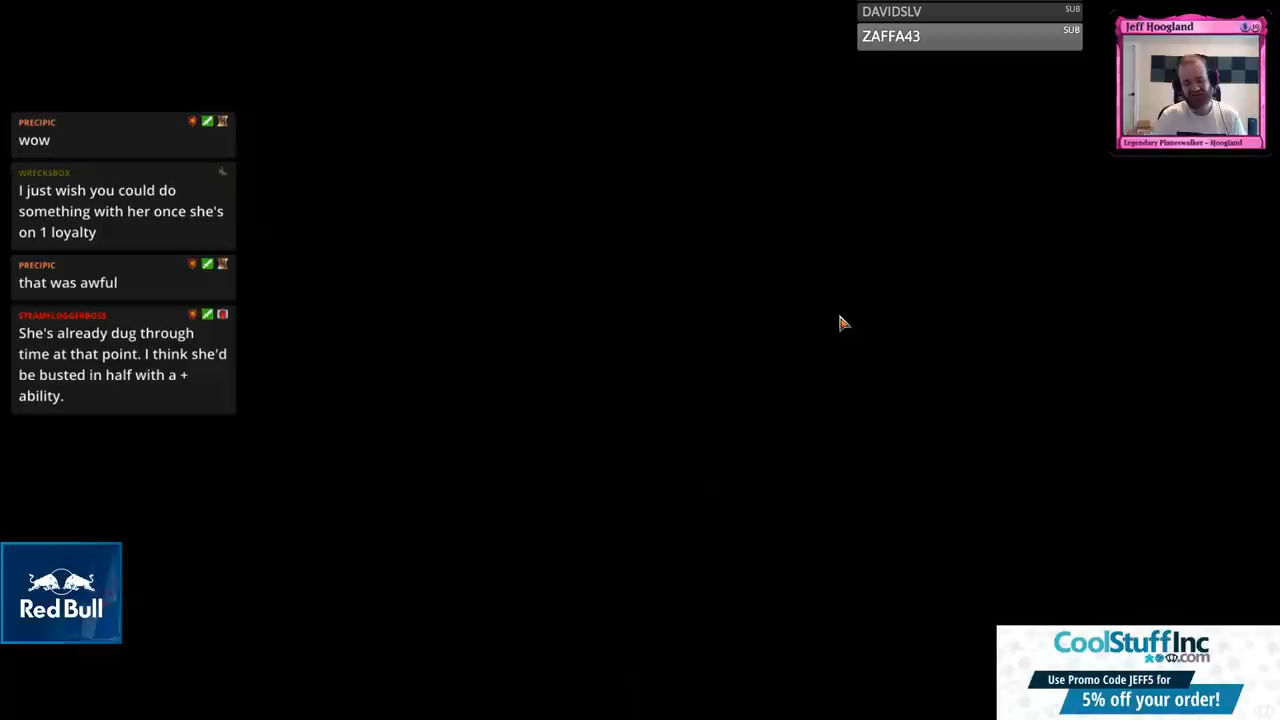 DAVIDSLV
SUB
ZAFFA43
SUB
Jeff Hoogland
Legendary Planeswalker - Hoogland
PRECIPIC
wow
WRECKSBOX
I just wish you could do
something with her once she's
on 1 loyalty
PRECIPIC
that was awful
STEAMFLOGGERBOSS
She's already dug through
time at that point. I think she'd
be busted in half with a +
ability.
Red Bull
CoolStuffInc
.com
Use Promo Code JEFF5 for
5% off your order!